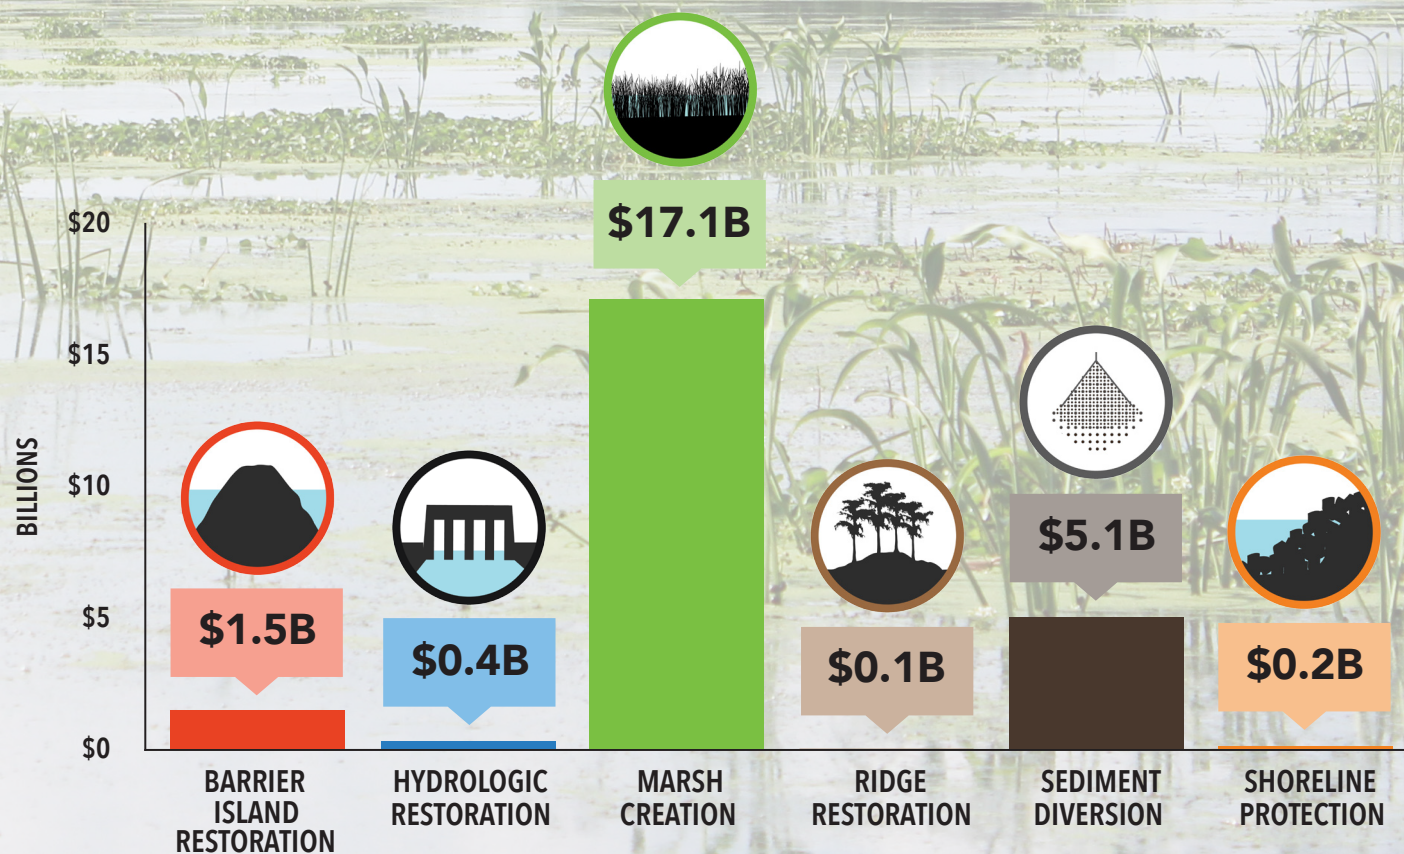 $17.1B
$20
$15
BILLIONS
$10
$5
$0
$1.5B
$0.4B
$0.1B
$5.1B
$0.2B
BARRIER
ISLAND
RESTORATION
HYDROLOGIC
RESTORATION
MARSH
CREATION
RIDGE
RESTORATION
SEDIMENT
DIVERSION
SHORELINE
PROTECTION